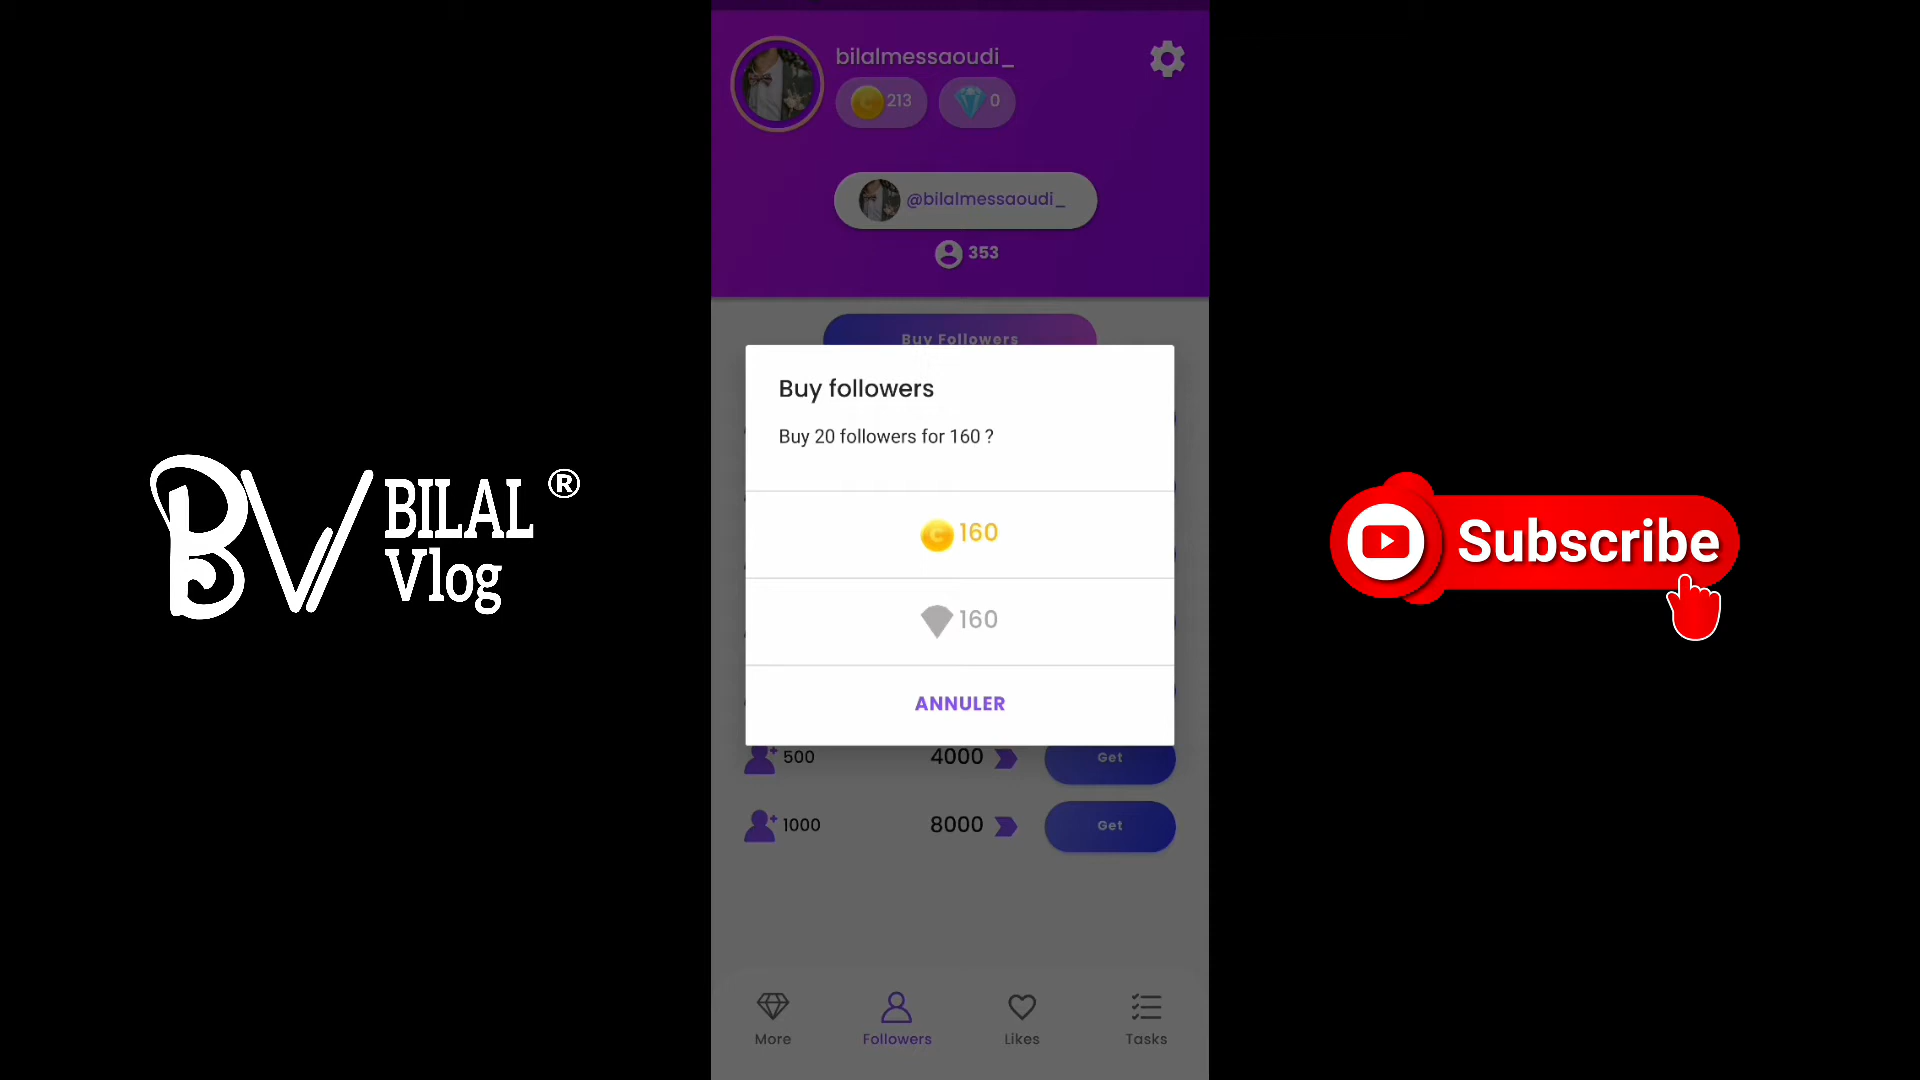 bilalmessaoudi_
213
0
@bilalmessaoudi_
353
Buy Followers
Buy followers
Buy 20 followers for 160 ?
160
160
ANNULER
500 4000 Get
1000 8000 Get
More Followers Likes Tasks
BV BILAL ®
Vlog
Subscribe